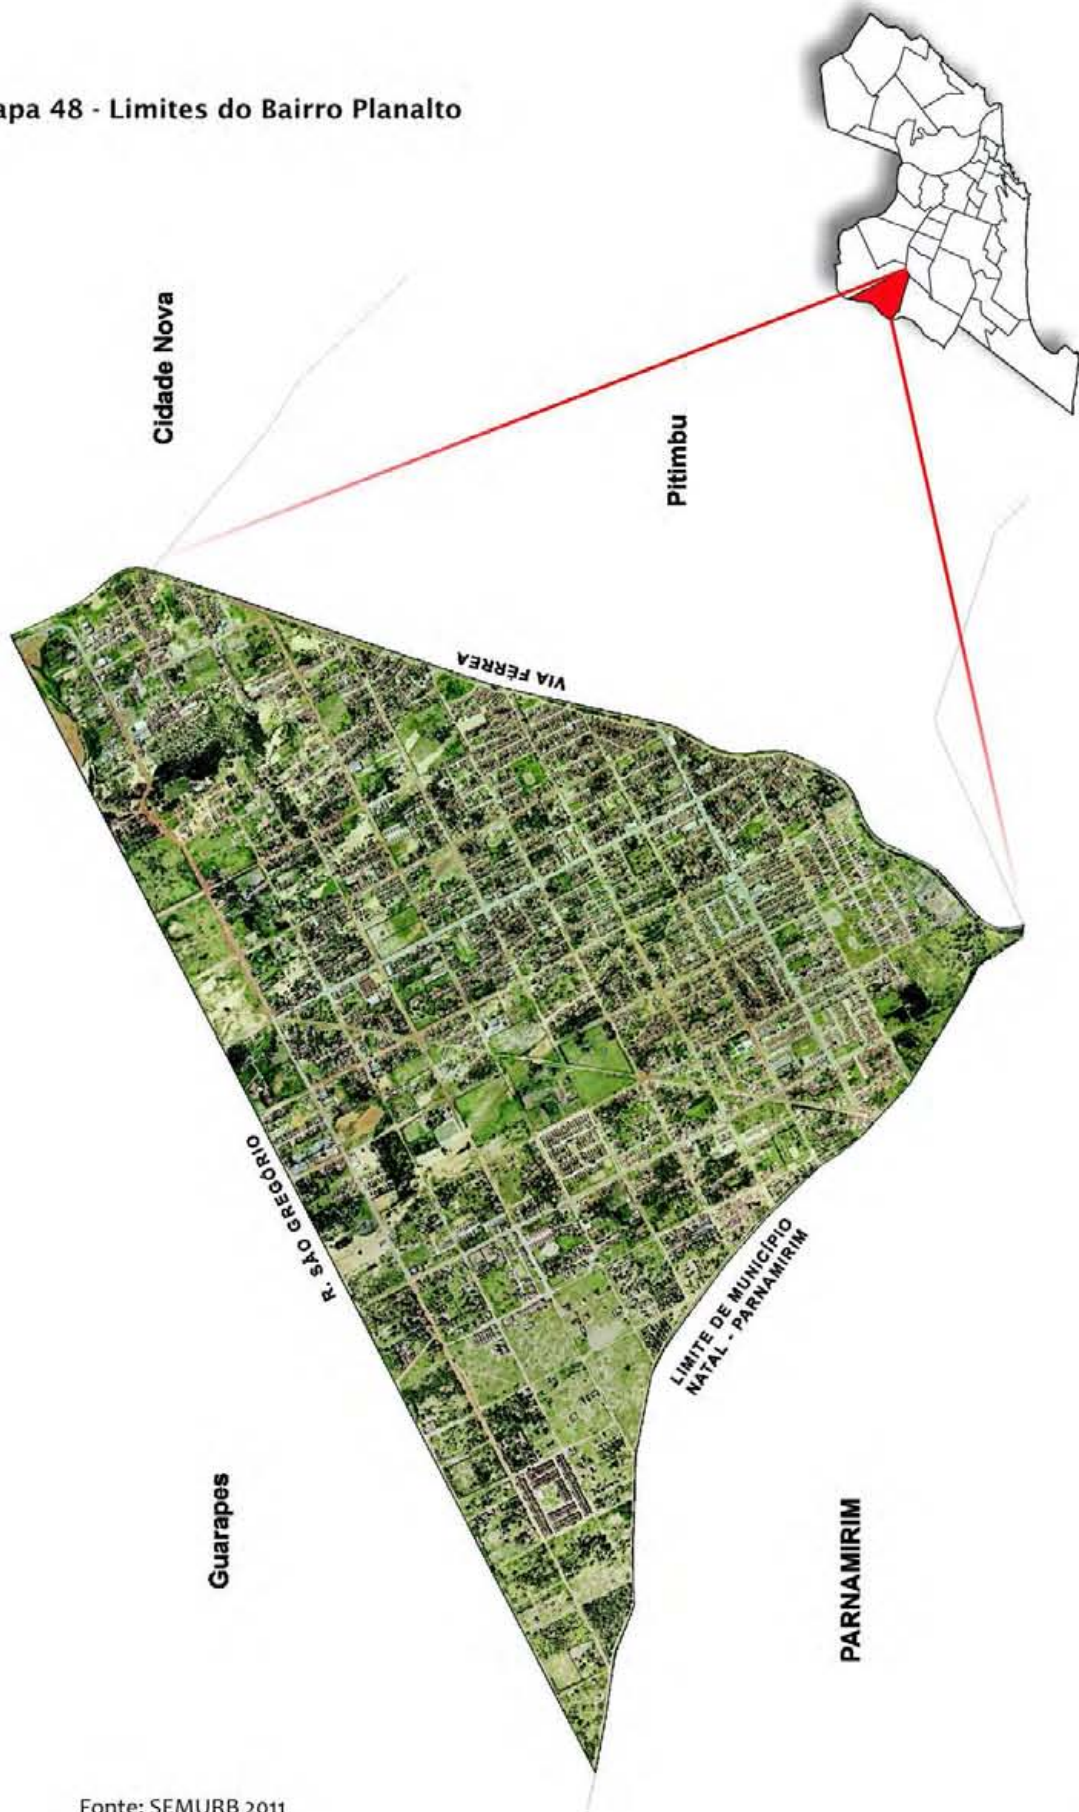 apa 48 - Limites do Bairro Planalto
Cidade Nova
Pitimbu
VIA FÉRREA
R. SÃO GREGÓRIO
LIMITE DE MUNICÍPIO
NATAL - PARNAMIRIM
Guarapes
PARNAMIRIM
Fonte: SEMURB 2011